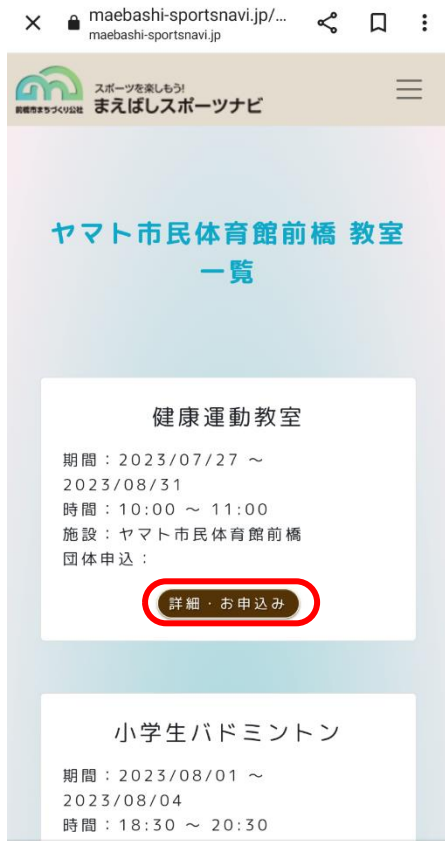 maebashi-sportsnavi.jp/...
maebashi-sportsnavi.jp
スポーツを楽しもう!
前橋市まちづくり公社 まえばしスポーツナビ
ヤマト市民体育館前橋 教室
一覧
健康運動教室
期間：2023/07/27 ～
2023/08/31
時間：10:00 ～ 11:00
施設：ヤマト市民体育館前橋
団体申込：
詳細・お申込み
小学生バドミントン
期間：2023/08/01 ～
2023/08/04
時間：18:30 ～ 20:30